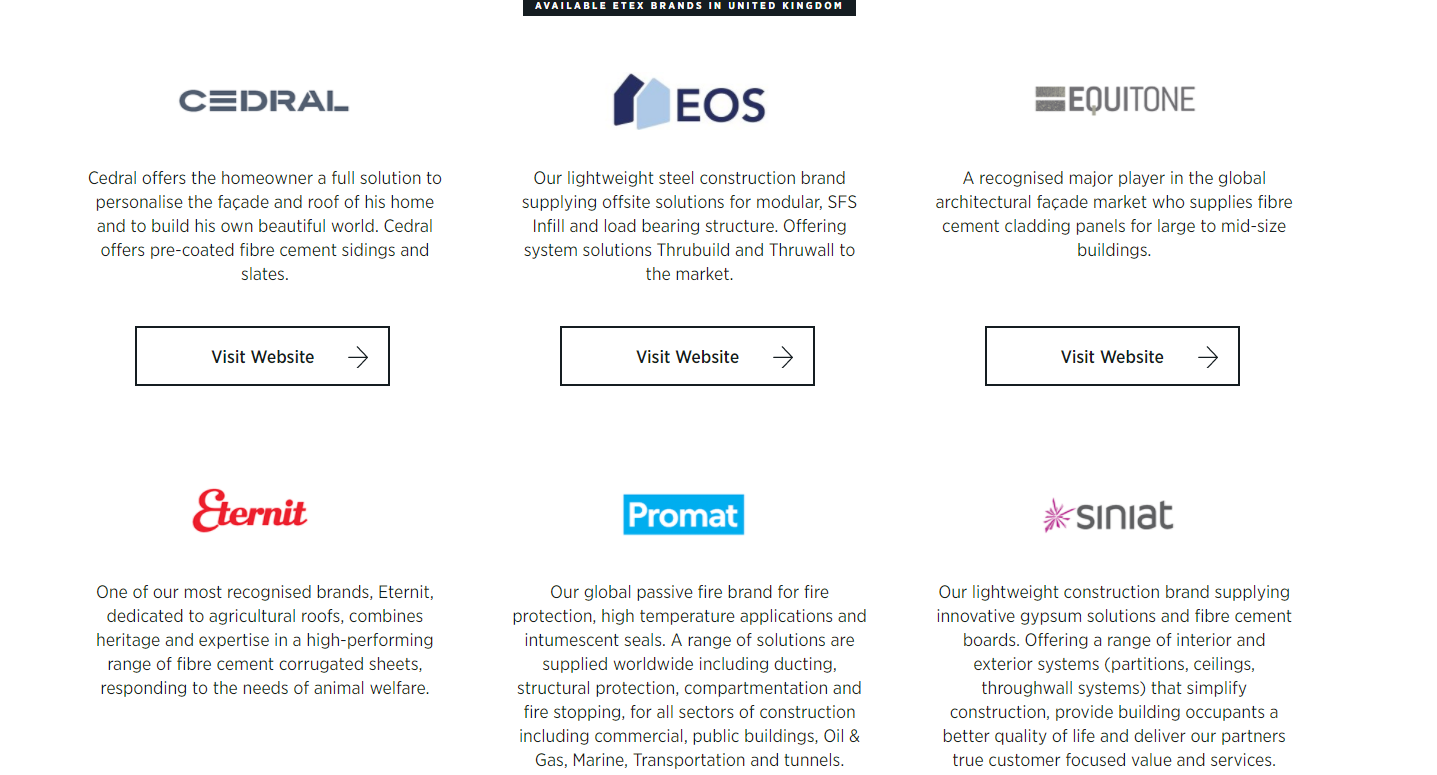 AVAILABLE ETEX BRANDS IN UNITED KINGDOM
CEDRAL
EOS
EQUITONE
Cedral offers the homeowner a full solution to
personalise the façade and roof of his home
and to build his own beautiful world. Cedral
offers pre-coated fibre cement sidings and
slates.
Our lightweight steel construction brand
supplying offsite solutions for modular, SFS
Infill and load bearing structure. Offering
system solutions Thrubuild and Thruwall to
the market.
A recognised major player in the global
architectural façade market who supplies fibre
cement cladding panels for large to mid-size
buildings.
Visit Website
Visit Website
Visit Website
Eternit
Promat
siniat
One of our most recognised brands, Eternit,
dedicated to agricultural roofs, combines
heritage and expertise in a high-performing
range of fibre cement corrugated sheets,
responding to the needs of animal welfare.
Our global passive fire brand for fire
protection, high temperature applications and
intumescent seals. A range of solutions are
supplied worldwide including ducting,
structural protection, compartmentation and
fire stopping, for all sectors of construction
including commercial, public buildings, Oil &
Gas, Marine, Transportation and tunnels.
Our lightweight construction brand supplying
innovative gypsum solutions and fibre cement
boards. Offering a range of interior and
exterior systems (partitions, ceilings,
throughwall systems) that simplify
construction, provide building occupants a
better quality of life and deliver our partners
true customer focused value and services.